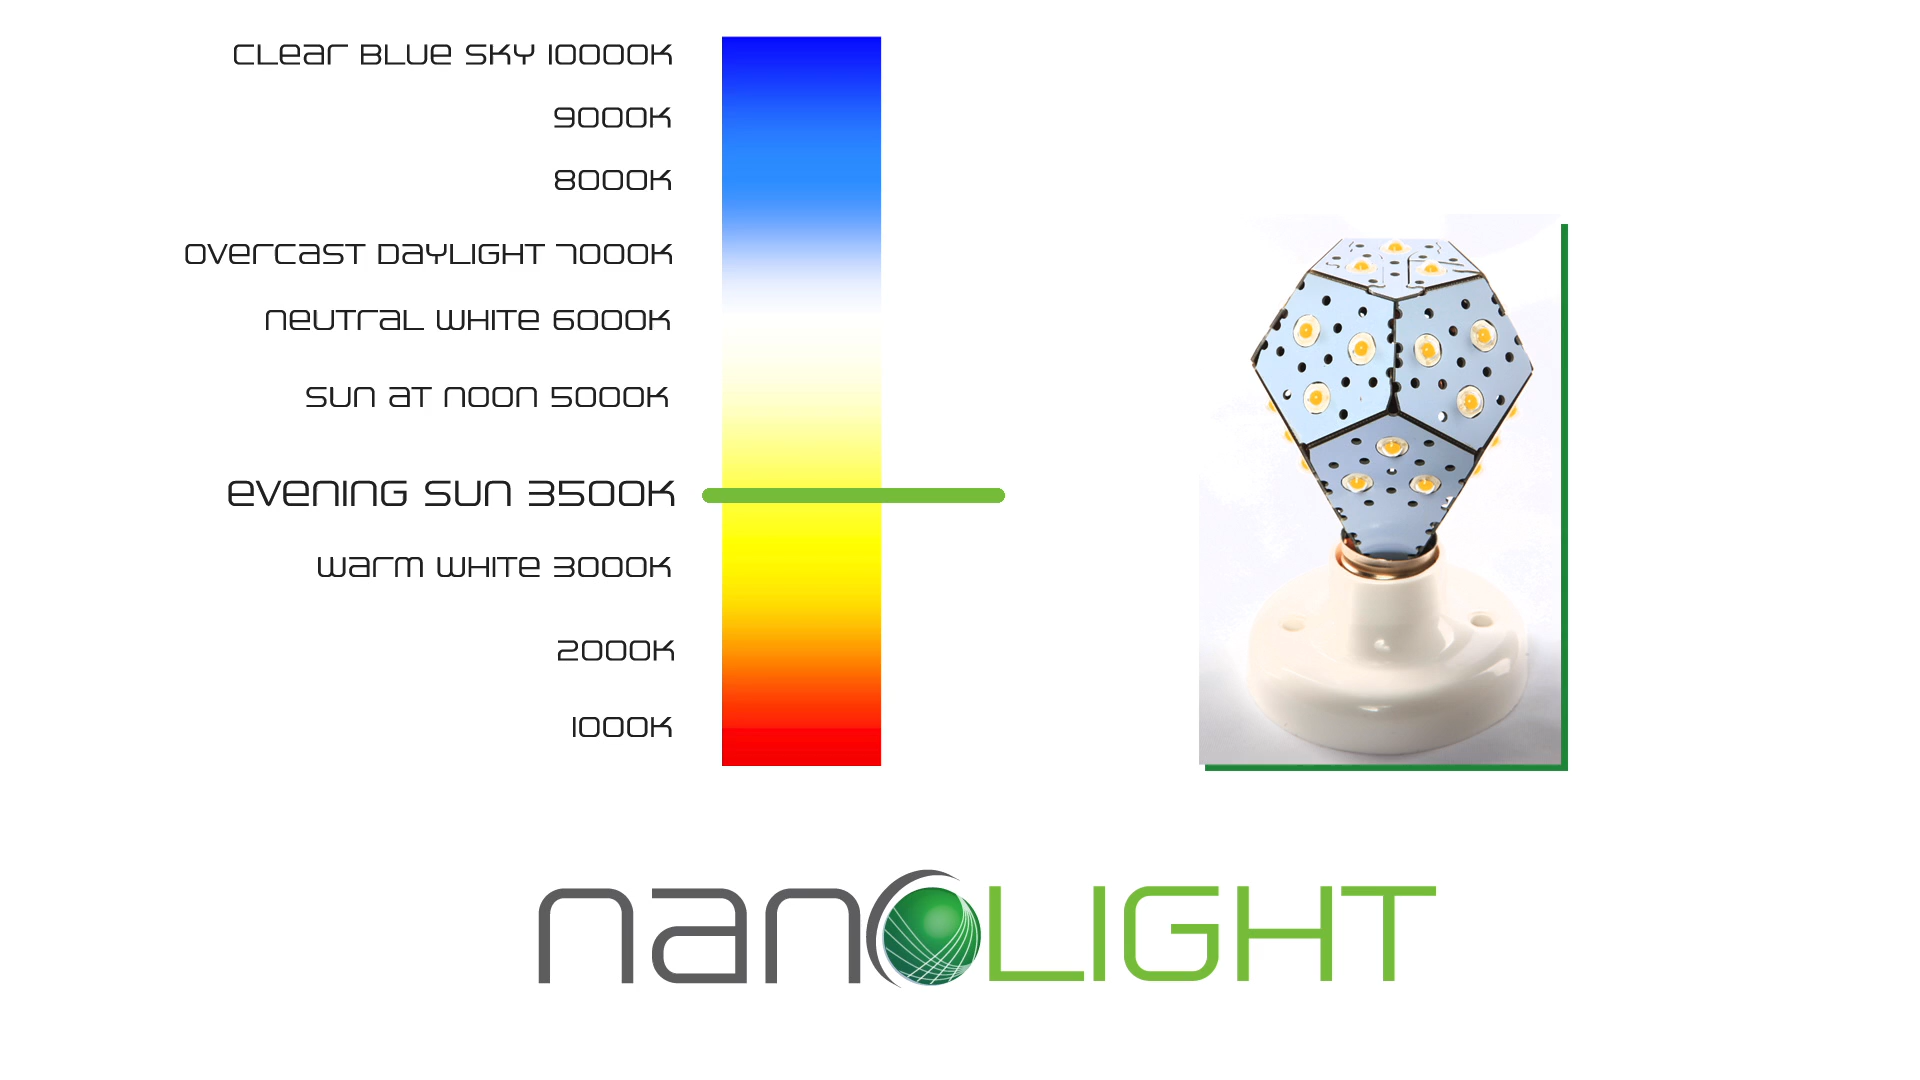 CLear BLUe SKY 10000K
9000K
8000K
OVercaST DaYLIGHT 7000K
neUTraL WHITe 6000K
SUn aT nOOn 5000K
eVenInG SUn 3500K
Warm WHITe 3000K
2000K
1000K
nanOLIGHT